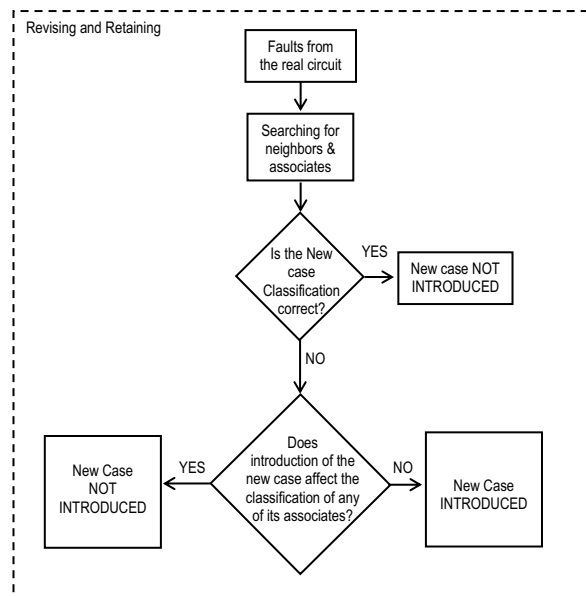 Revising and Retaining
Faults from
the real circuit
Searching for
neighbors &
associates
Is the New
case
Classification
correct?
YES
New case NOT
INTRODUCED
NO
Does
introduction of the
new case affect the
classification of any
of its associates?
YES
New Case
NOT
INTRODUCED
NO
New Case
INTRODUCED